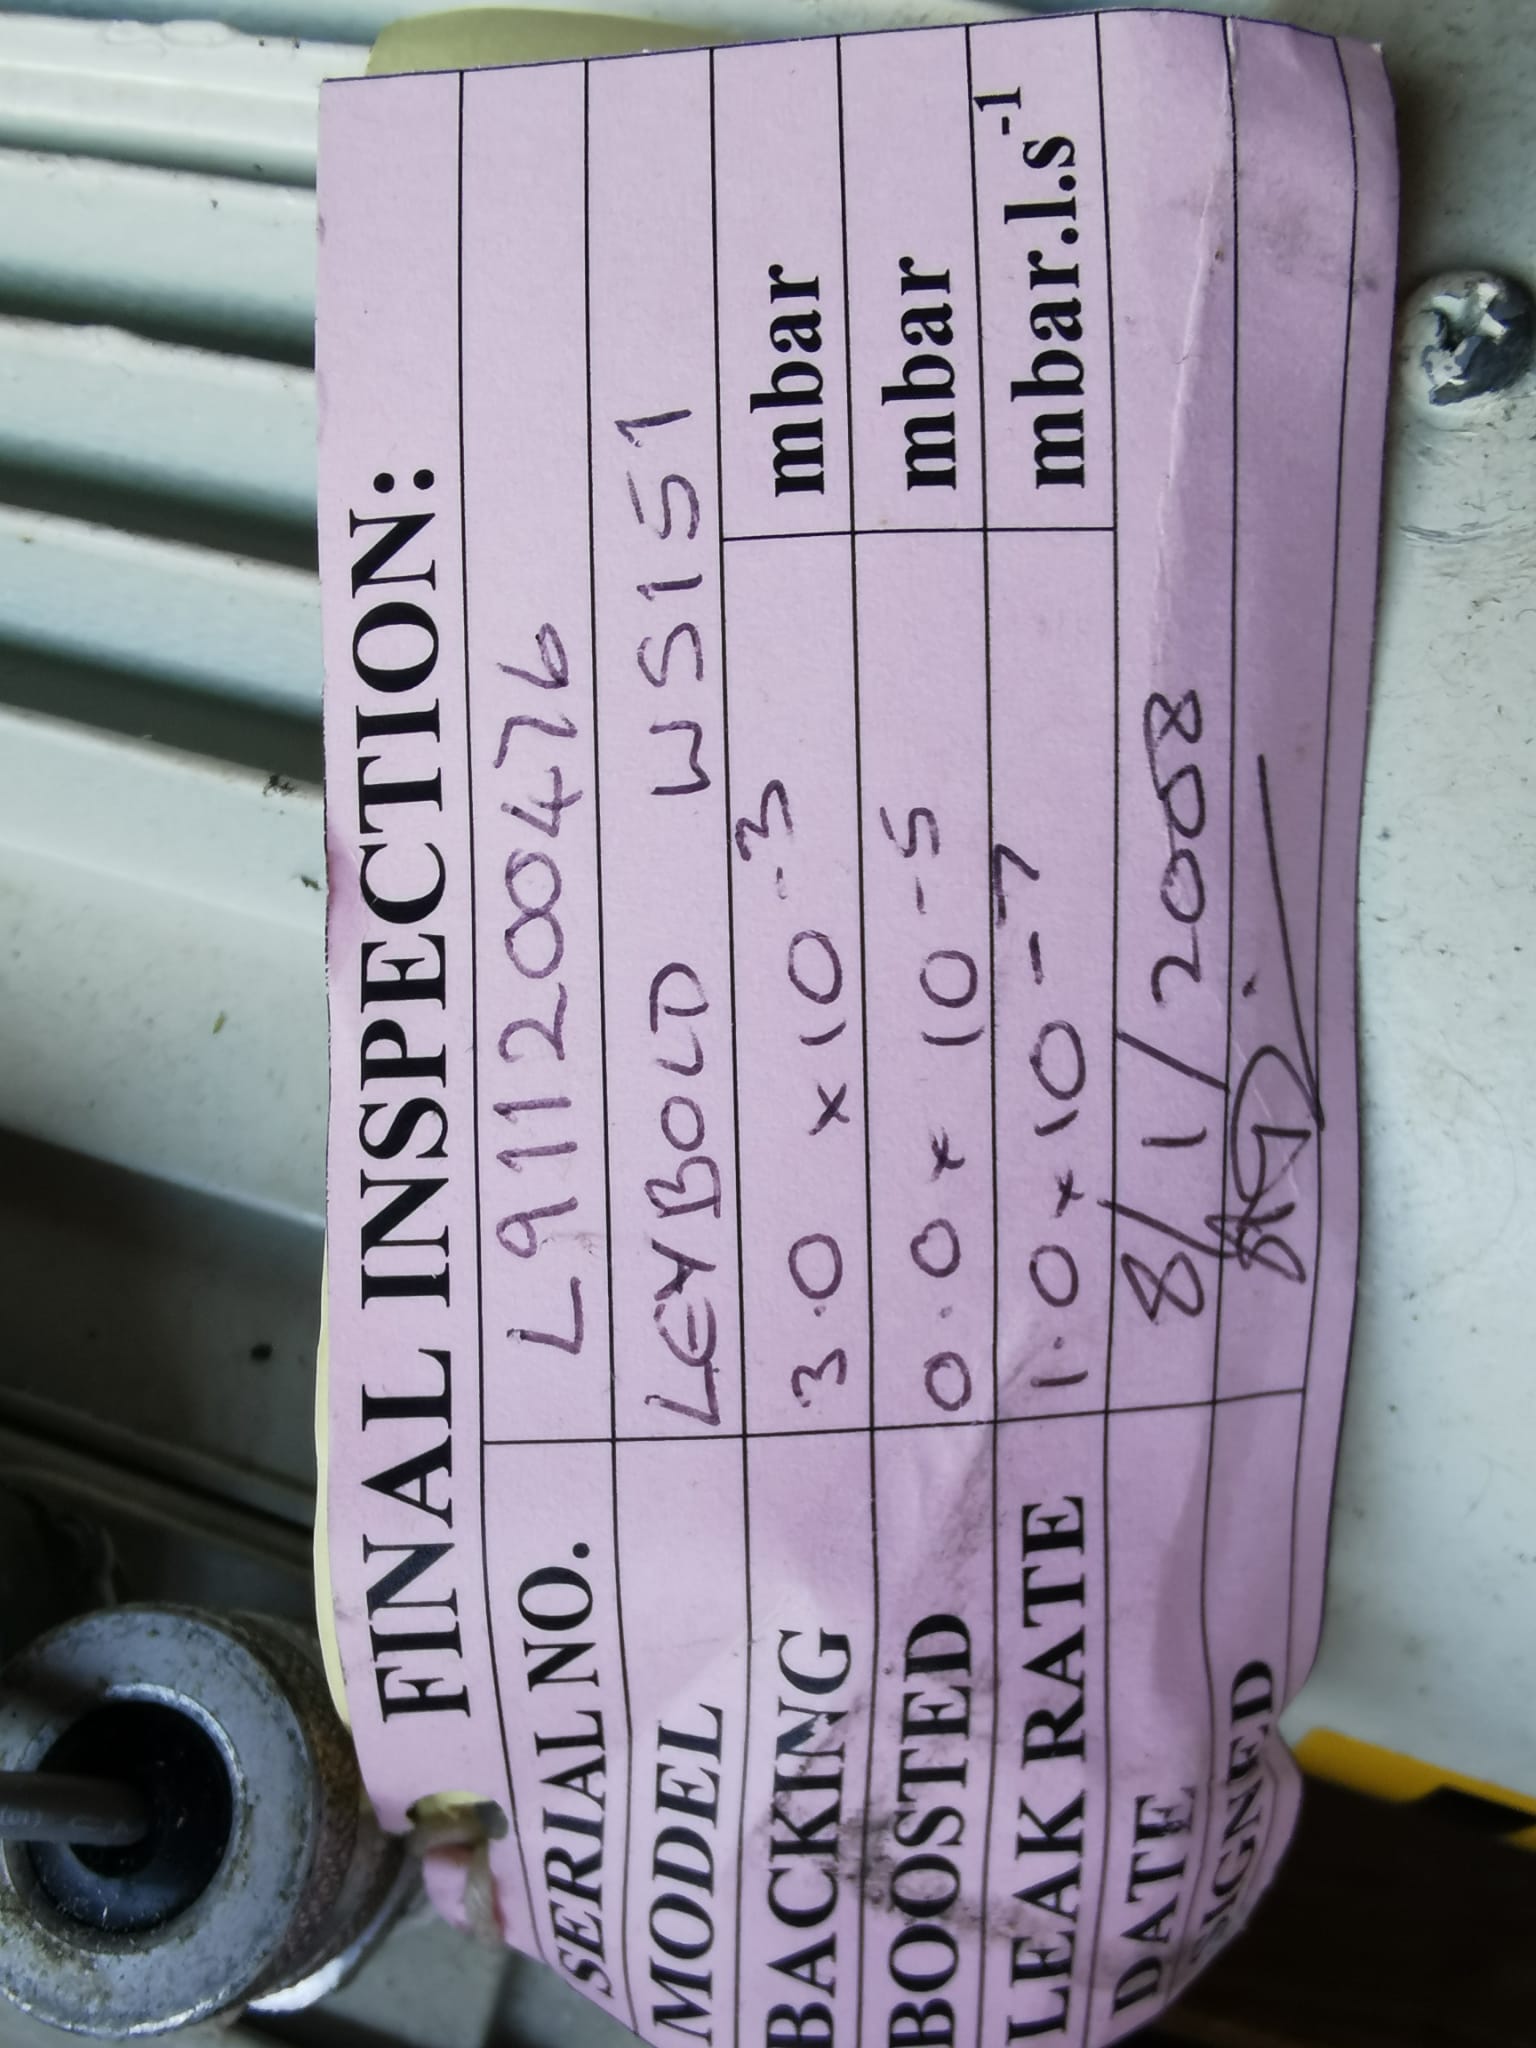 FINAL INSPECTION:
SERIAL NO. L911200476
MODEL LEYBOLD WS151
BACKING 3.0 x 10-3 mbar
BOOSTED 0.0 x 10-5 mbar
LEAK RATE 1.0 x 10-7 mbar.l.s-1
DATE 8/1/2008
SIGNED